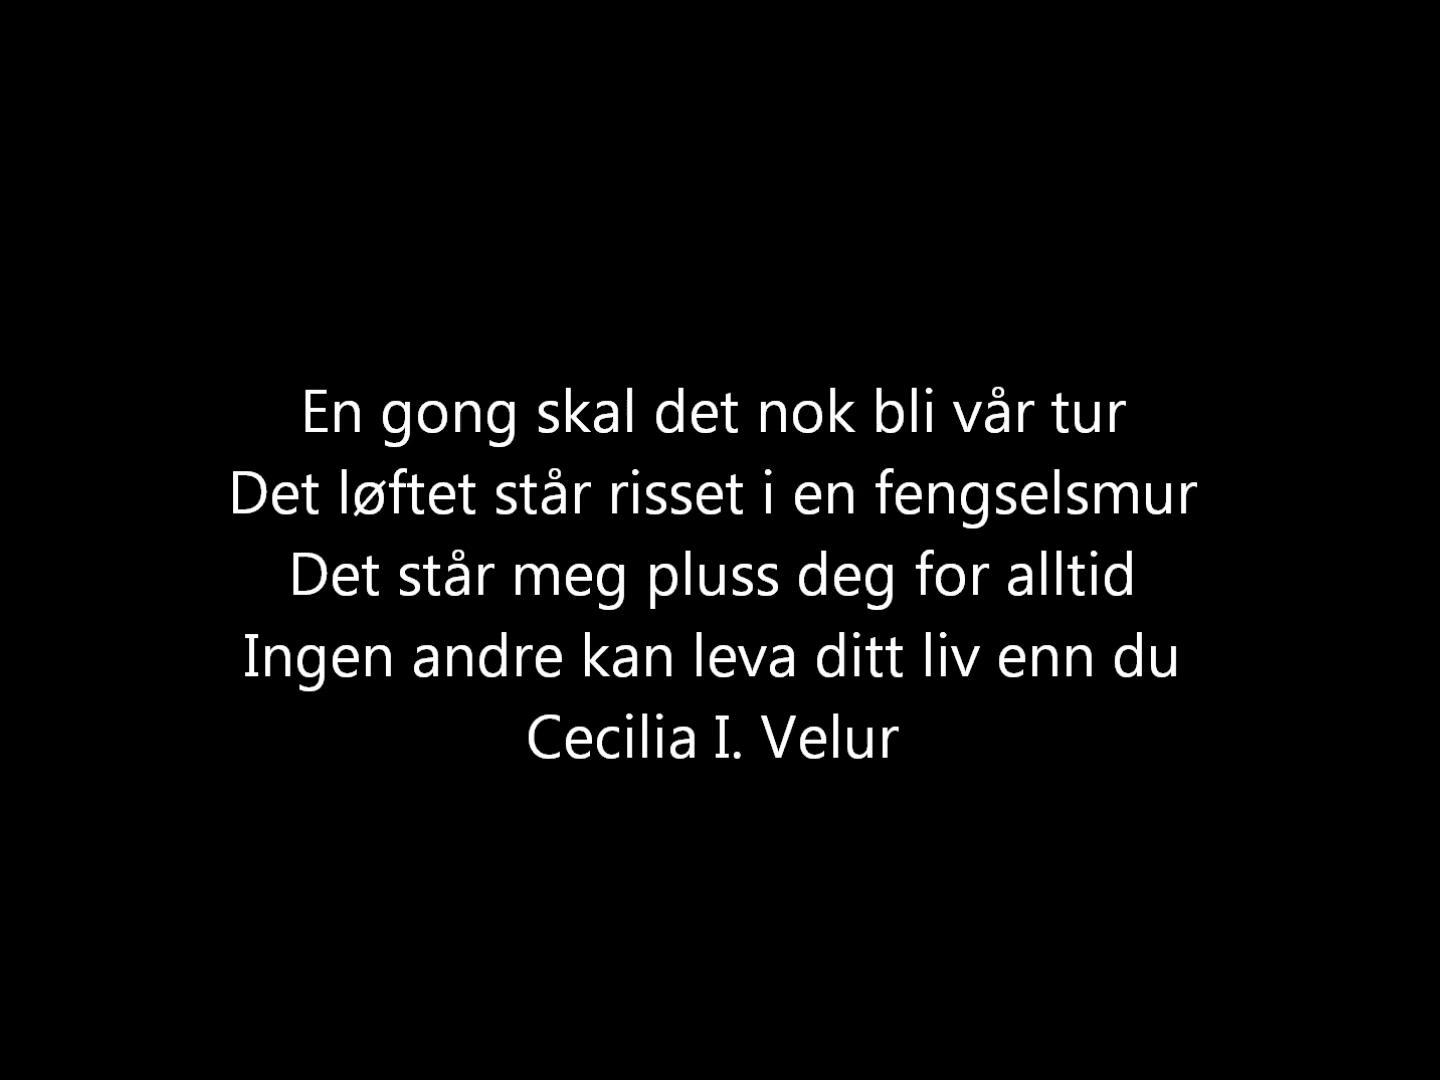 En gong skal det nok bli vår tur
Det løftet står risset i en fengselsmur
Det står meg pluss deg for alltid
Ingen andre kan leva ditt liv enn du
Cecilia I. Velur